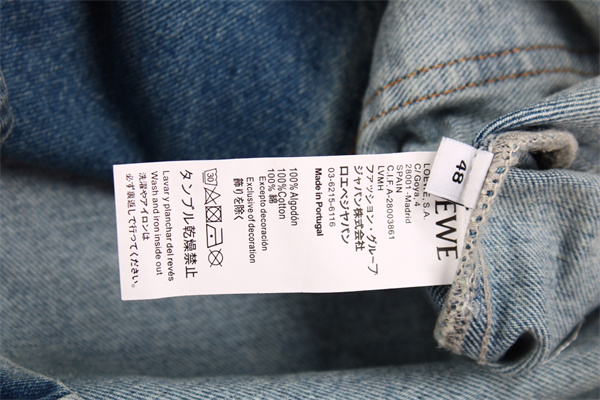 48
EWE
LOEWE, S.A.
C/ Goya, 4
28001-Madrid
SPAIN
C.I.F. A-28003861
LVMH
ファッション・グループ
ジャパン株式会社
ロエベジャパン
03-6215-6116
Made in Portugal
100% Algodón
100% Cotton
100% 綿
Excepto decoración
Exclusive of decoration
飾りを除く
30
タンブル乾燥禁止
Lavar y planchar del revés
Wash and iron inside out
洗濯やアイロンは
必ず裏返して行ってください。